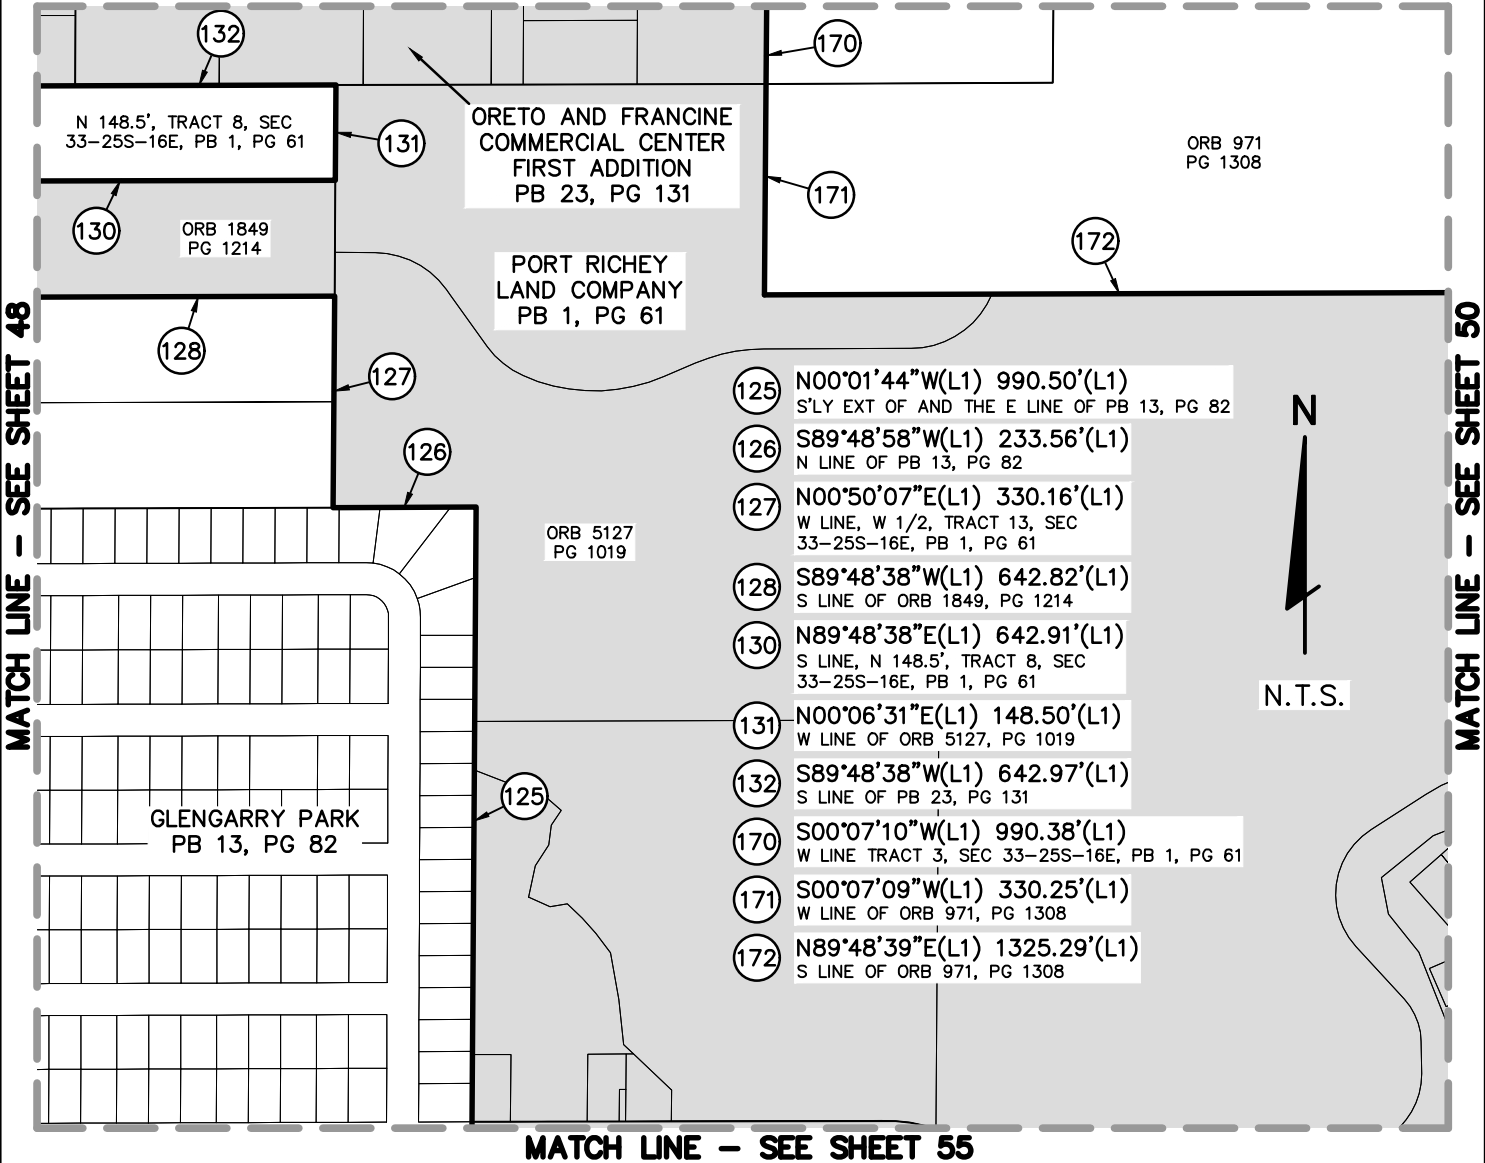 132
170
N 148.5', TRACT 8, SEC
33-25S-16E, PB 1, PG 61
131
ORETO AND FRANCINE
COMMERCIAL CENTER
FIRST ADDITION
PB 23, PG 131
ORB 971
PG 1308
171
130
ORB 1849
PG 1214
172
PORT RICHEY
LAND COMPANY
PB 1, PG 61
128
127
126
ORB 5127
PG 1019
125 N00°01'44"W(L1) 990.50'(L1)
S'LY EXT OF AND THE E LINE OF PB 13, PG 82
126 S89°48'58"W(L1) 233.56'(L1)
N LINE OF PB 13, PG 82
127 N00°50'07"E(L1) 330.16'(L1)
W LINE, W 1/2, TRACT 13, SEC
33-25S-16E, PB 1, PG 61
128 S89°48'38"W(L1) 642.82'(L1)
S LINE OF ORB 1849, PG 1214
130 N89°48'38"E(L1) 642.91'(L1)
S LINE, N 148.5', TRACT 8, SEC
33-25S-16E, PB 1, PG 61
131 N00°06'31"E(L1) 148.50'(L1)
W LINE OF ORB 5127, PG 1019
132 S89°48'38"W(L1) 642.97'(L1)
S LINE OF PB 23, PG 131
170 S00°07'10"W(L1) 990.38'(L1)
W LINE TRACT 3, SEC 33-25S-16E, PB 1, PG 61
171 S00°07'09"W(L1) 330.25'(L1)
W LINE OF ORB 971, PG 1308
172 N89°48'39"E(L1) 1325.29'(L1)
S LINE OF ORB 971, PG 1308
N
N.T.S.
125
GLENGARRY PARK
PB 13, PG 82
MATCH LINE - SEE SHEET 48
MATCH LINE - SEE SHEET 50
MATCH LINE - SEE SHEET 55